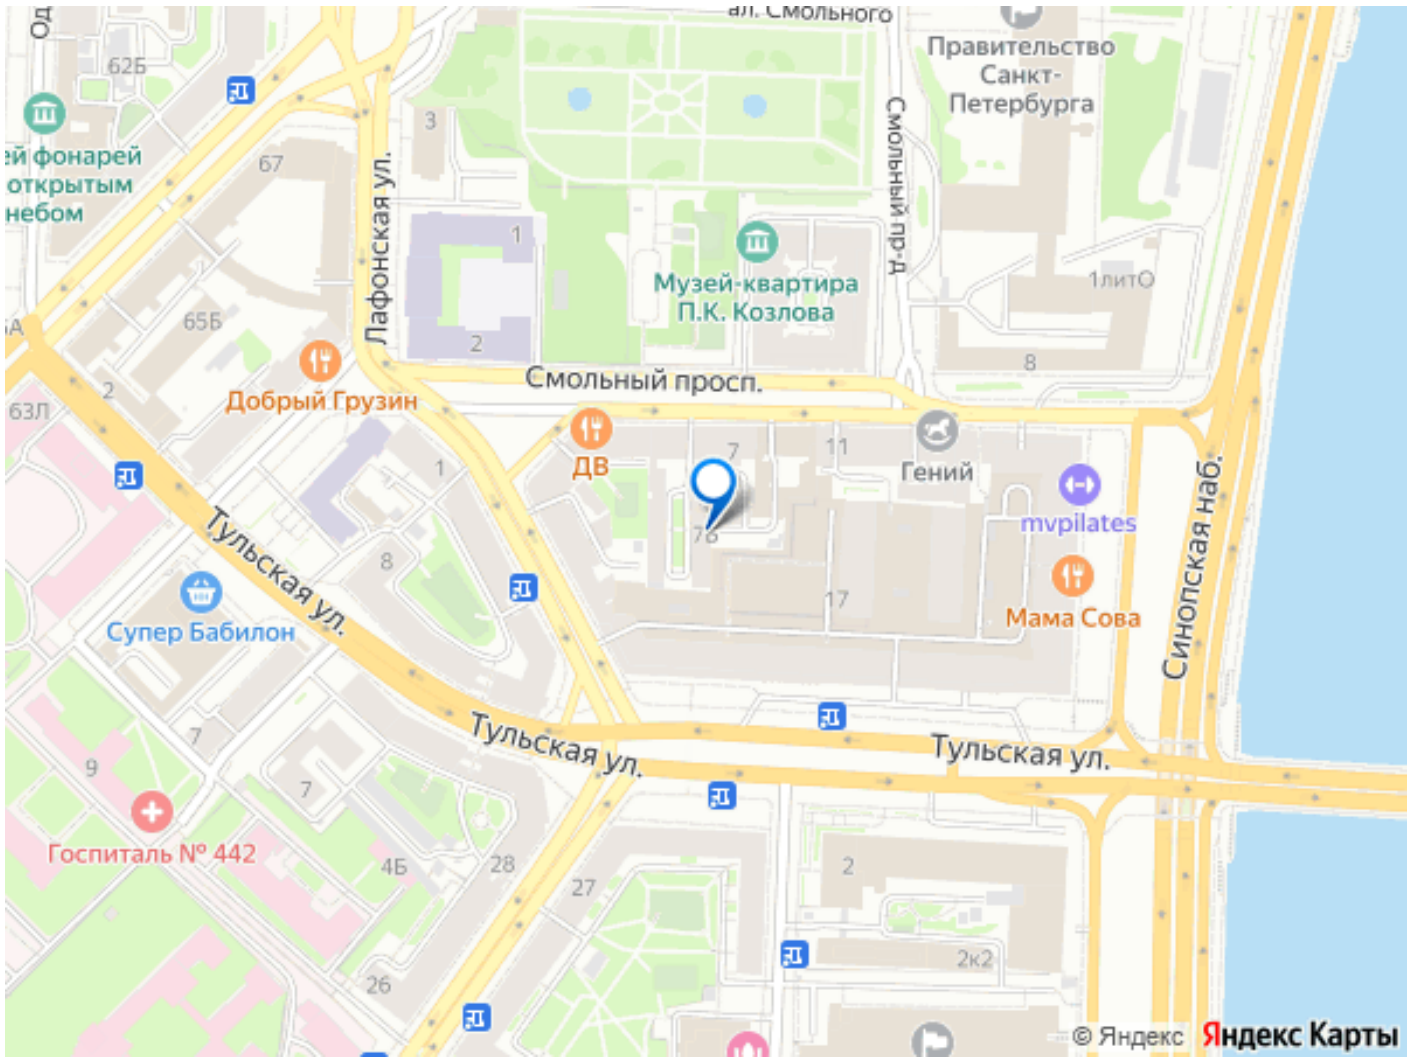 ал. Смольного
Од
62Б
Правительство
Санкт-
Петербурга
3
ей фонарей
открытым
небом
67
Лафонская ул.
Смольный пр-д
1
Музей-квартира
П.К. Козлова
1литО
65Б
2
8
Смольный просп.
2
Добрый Грузин
63Л
ДВ
7
11
Гений
1
mvpilates
Синопская наб.
7Б
Тульская ул.
8
17
Мама Сова
Супер Бабилон
7
Тульская ул.
Тульская ул.
9
7
Госпиталь № 442
4Б
28
27
2
26
2к2
© Яндекс
Яндекс Карты